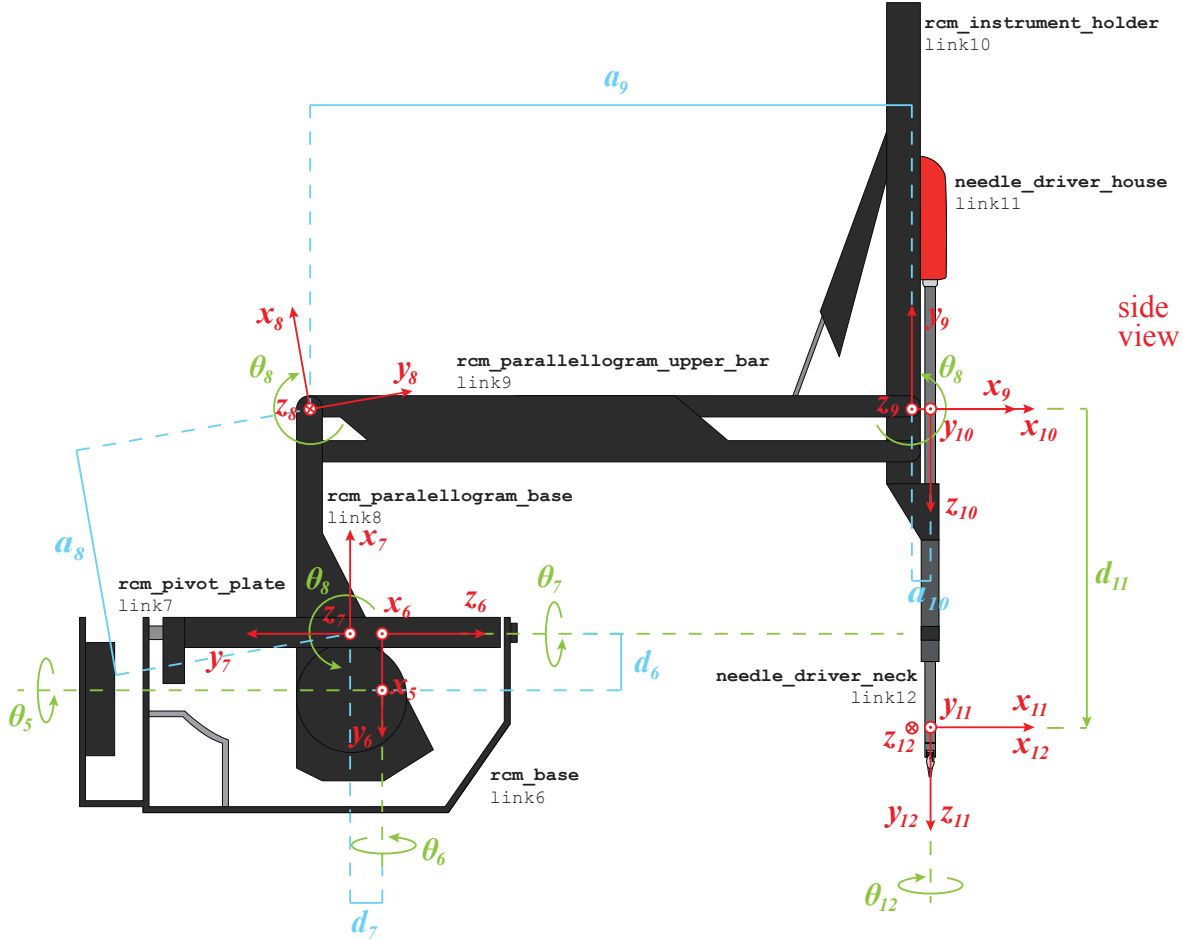 rcm_instrument_holder
link10
a9
needle_driver_house
link11
side
view
x8
y9
θ8
y8
rcm_parallellogram_upper_bar
link9
θ8
z8
z9
x9
y10
x10
rcm_paralellogram_base
link8
z10
x7
a8
d11
rcm_pivot_plate
link7
θ8
θ7
a10
z7
x6
z6
y7
d6
needle_driver_neck
link12
x5
θ5
y11
x11
y6
z12
x12
rcm_base
link6
y12
z11
θ6
θ12
d7